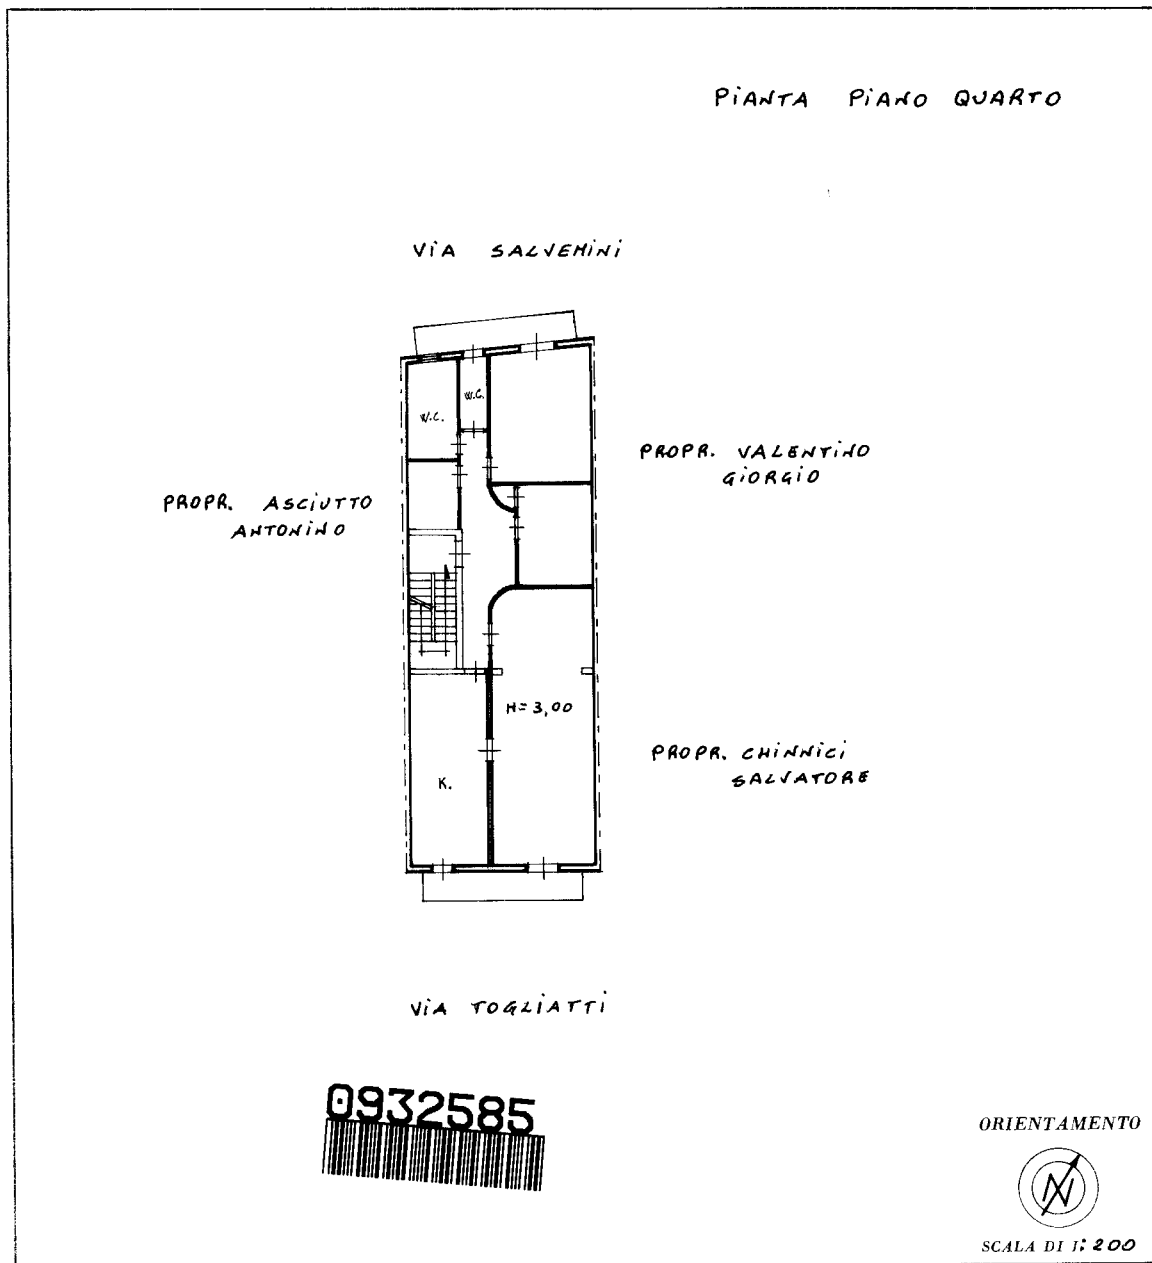 PiANTA PiANO QUARTO
ViA SALVEMiNi
W.C.
W.C.
PROPR. VALENTiNO
GiORGiO
PROPR. ASCiUTTO
ANTONiNO
H=3,00
PROPR. CHiNNiCi
SALVATORE
K.
ViA TOGLiATTi
0932585
ORIENTAMENTO
N
SCALA DI 1:200